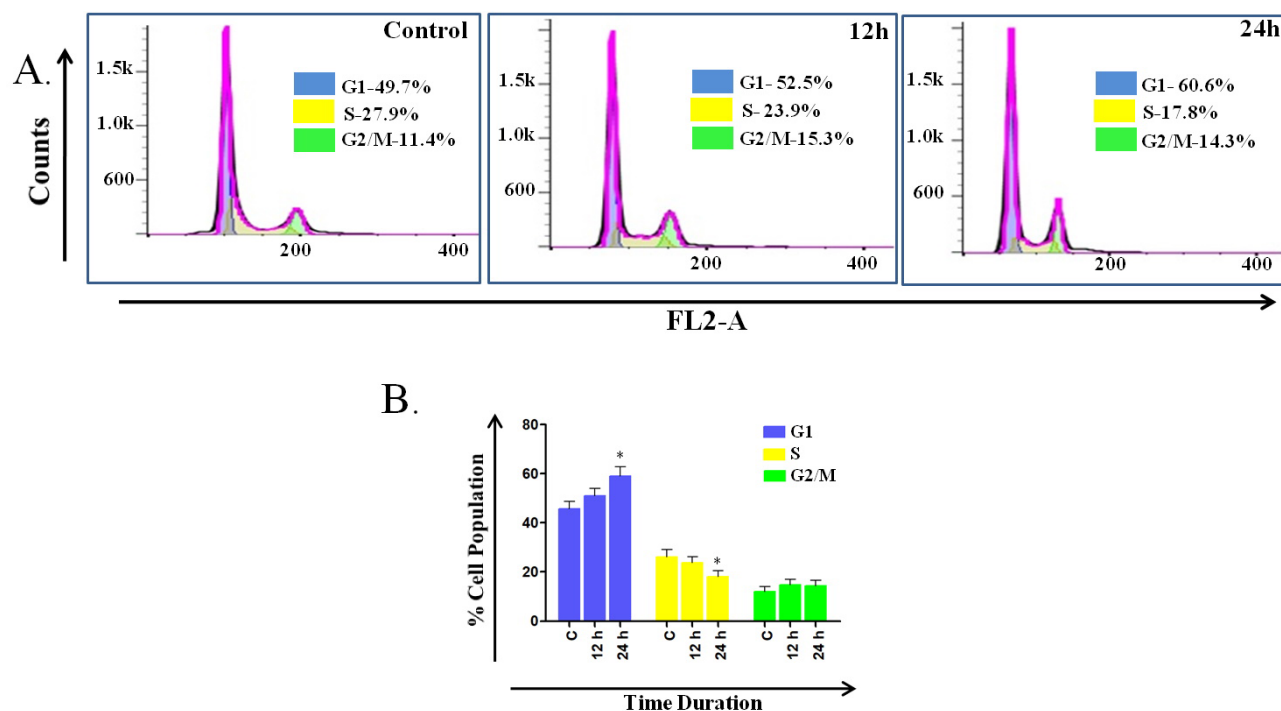 A.
Counts
Control
1.5k
1.0k
600
G1-49.7%
S-27.9%
G2/M-11.4%
200
400
12h
1.5k
1.0k
600
G1- 52.5%
S- 23.9%
G2/M-15.3%
200
400
24h
1.5k
1.0k
600
G1- 60.6%
S-17.8%
G2/M-14.3%
200
400
FL2-A
B.
% Cell Population
80
60
40
20
0
*
*
G1
S
G2/M
C
12 h
24 h
C
12 h
24 h
C
12 h
24 h
Time Duration